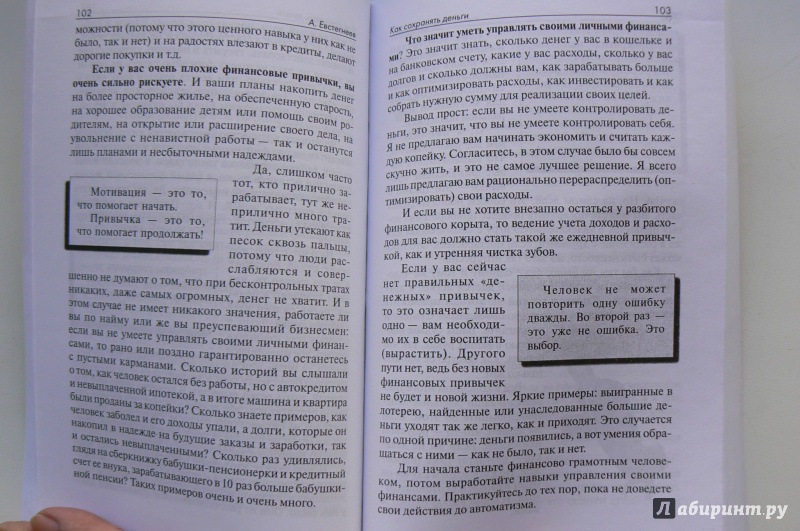 102
А. Евстегнеев
можности (потому что этого ценного навыка у них как не
было, так и нет) и на радостях влезают в кредиты, делают
дорогие покупки и т.д.
Если у вас очень плохие финансовые привычки, вы
очень сильно рискуете. И ваши планы накопить денег
на более просторное жилье, на обеспеченную старость,
на хорошее образование детям или помощь своим ро-
дителям, на открытие или расширение своего дела, на
увольнение с ненавистной работы — так и останутся
лишь планами и несбыточными надеждами.
Да, слишком часто
тот, кто прилично за-
рабатывает, тут же не-
прилично много тра-
тит. Деньги утекают как
песок сквозь пальцы,
потому что люди рас-
слабляются и совер-
Мотивация — это то,
что помогает начать.
Привычка — это то,
что помогает продолжать!
шенно не думают о том, что при бесконтрольных тратах
никаких, даже самых огромных, денег не хватит. И в
этом случае не имеет никакого значения, работаете ли
вы по найму или же вы преуспевающий бизнесмен:
если вы не умеете управлять своими личными финан-
сами, то рано или поздно гарантированно останетесь
с пустыми карманами. Сколько историй вы слышали
о том, как человек остался без работы, но с автокредитом
и невыплаченной ипотекой, а в итоге машина и квартира
были проданы за копейки? Сколько знаете примеров, как
человек заболел и его доходы упали, а долги, которые он
накопил в надежде на будущие заказы и заработки, так
и остались невыплаченными? Сколько раз удивлялись,
глядя на сберкнижку бабушки-пенсионерки и кредитный
счет ее внука, зарабатывающего в 10 раз больше бабушки-
ной пенсии? Таких примеров очень и очень много.
Как сохранять деньги
103
Что значит уметь управлять своими личными финанса-
ми? Это значит знать, сколько денег у вас в кошельке и
на банковском счету, какие у вас расходы, сколько у вас
долгов и сколько должны вам, как зарабатывать больше
и как оптимизировать расходы, как инвестировать и как
собрать нужную сумму для реализации своих целей.
Вывод прост: если вы не умеете контролировать де-
ньги, это значит, что вы не умеете контролировать себя.
Я не предлагаю вам начинать экономить и считать каж-
дую копейку. Согласитесь, в этом случае было бы совсем
скучно жить, и это не самое лучшее решение. Я всего
лишь предлагаю вам рационально перераспределить (оп-
тимизировать) свои расходы.
И если вы не хотите внезапно остаться у разбитого
финансового корыта, то ведение учета доходов и расхо-
дов для вас должно стать такой же ежедневной привыч-
кой, как и утренняя чистка зубов.
Если у вас сейчас
нет правильных «де-
нежных» привычек,
то это означает лишь
одно — вам необходи-
мо их в себе воспитать
(вырастить). Другого
пути нет, ведь без новых
финансовых привычек
Человек не может
повторить одну ошибку
дважды. Во второй раз —
это уже не ошибка. Это
выбор.
не будет и новой жизни. Яркие примеры: выигранные в
лотерею, найденные или унаследованные большие де-
ньги уходят так же легко, как и приходят. Это случается
по одной причине: деньги появились, а вот умения обра-
щаться с ними — как не было, так и нет.
Для начала станьте финансово грамотным челове-
ком, потом выработайте навыки управления своими
финансами. Практикуйтесь до тех пор, пока не доведете
свои действия до автоматизма.
Лабиринт.ру